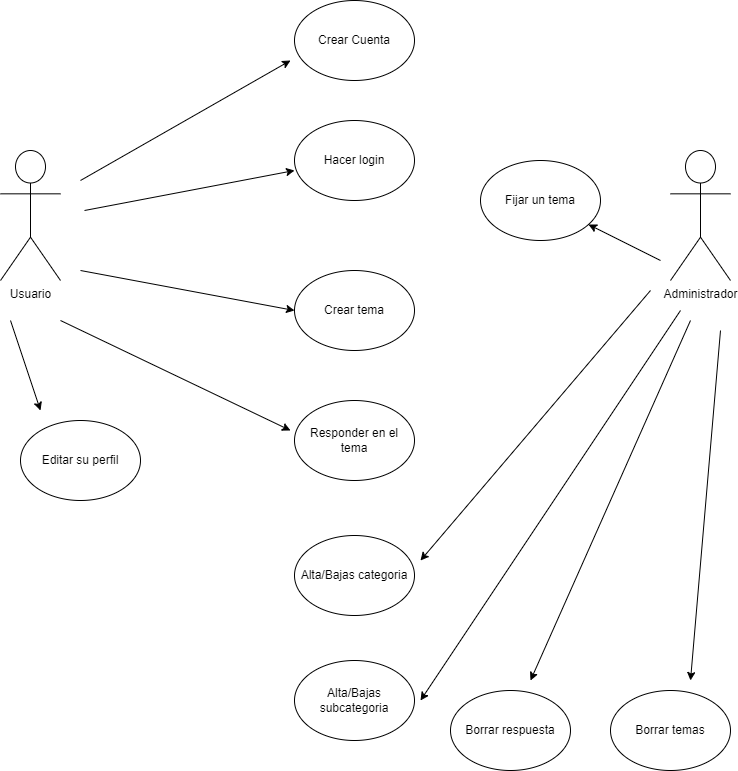 Crear Cuenta
Hacer login
Fijar un tema
Usuario
Administrador
Crear tema
Responder en el
tema
Editar su perfil
Alta/Bajas categoria
Alta/Bajas
subcategoria
Borrar respuesta
Borrar temas